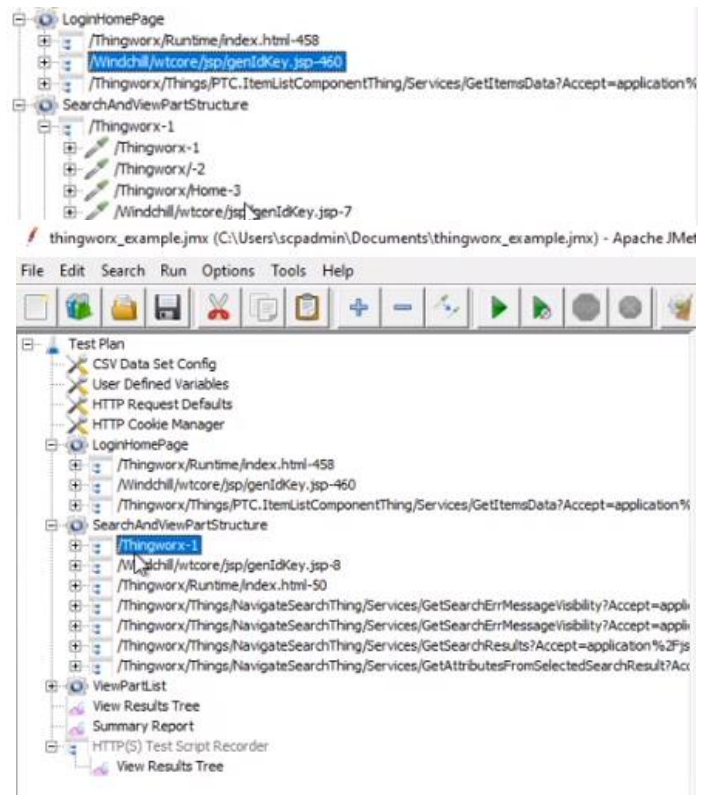 LoginHomePage
/Thingworx/Runtime/index.html-458
/Windchill/wtcore/jsp/genIdKey.jsp-460
/Thingworx/Things/PTC.ItemListComponentThing/Services/GetItemsData?Accept=application%
SearchAndViewPartStructure
/Thingworx-1
/Thingworx-1
/Thingworx/-2
/Thingworx/Home-3
/Windchill/wtcore/jsp/genIdKey.jsp-7
thingworx_example.jmx (C:\Users\scpadmin\Documents\thingworx_example.jmx) - Apache JMet
File Edit Search Run Options Tools Help
Test Plan
CSV Data Set Config
User Defined Variables
HTTP Request Defaults
HTTP Cookie Manager
LoginHomePage
/Thingworx/Runtime/index.html-458
/Windchill/wtcore/jsp/genIdKey.jsp-460
/Thingworx/Things/PTC.ItemListComponentThing/Services/GetItemsData?Accept=application%
SearchAndViewPartStructure
/Thingworx-1
/Windchill/wtcore/jsp/genIdKey.jsp-8
/Thingworx/Runtime/index.html-50
/Thingworx/Things/NavigateSearchThing/Services/GetSearchErrMessageVisibility?Accept=appli
/Thingworx/Things/NavigateSearchThing/Services/GetSearchErrMessageVisibility?Accept=appli
/Thingworx/Things/NavigateSearchThing/Services/GetSearchResults?Accept=application%2Fjs
/Thingworx/Things/NavigateSearchThing/Services/GetAttributesFromSelectedSearchResult?Acc
ViewPartList
View Results Tree
Summary Report
HTTP(S) Test Script Recorder
View Results Tree